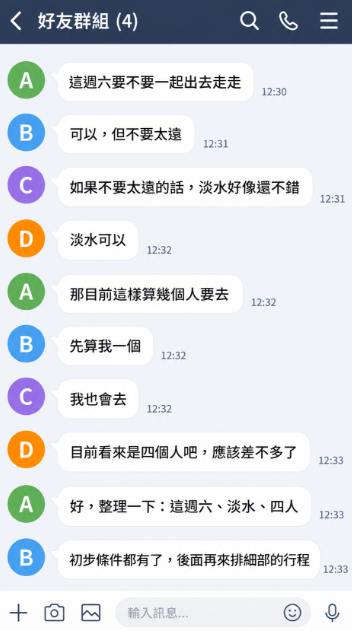 好友群組 (4)
A
這週六要不要一起出去走走
12:30
B
可以，但不要太遠
12:31
C
如果不要太遠的話，淡水好像還不錯
12:31
D
淡水可以
12:32
A
那目前這樣算幾個人要去
12:32
B
先算我一個
12:32
C
我也會去
12:32
D
目前看來是四個人吧，應該差不多了
12:33
A
好，整理一下：這週六、淡水、四人
12:33
B
初步條件都有了，後面再來排細部的行程
12:33
輸入訊息...